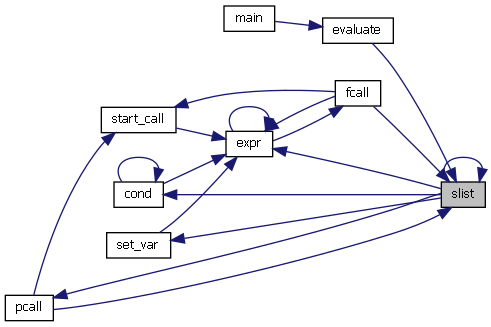 main
evaluate
fcall
start_call
expr
cond
slist
set_var
pcall